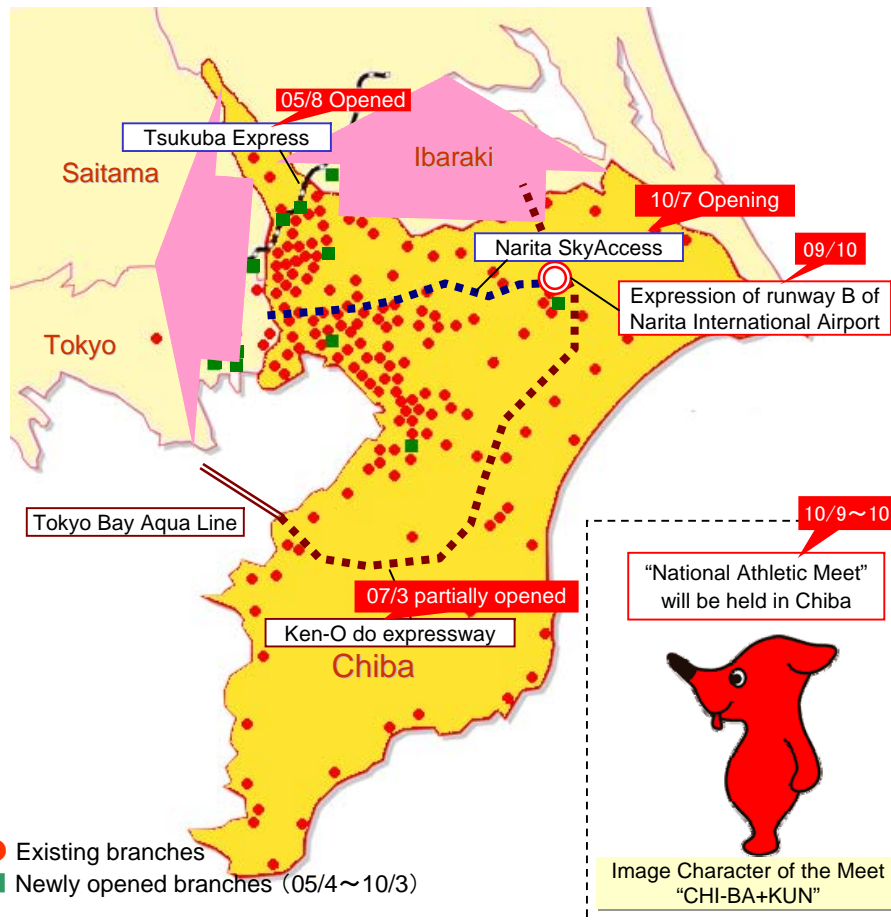 05/8 Opened
Tsukuba Express
Ibaraki
Saitama
10/7 Opening
Narita SkyAccess
09/10
Expression of runway B of
Narita International Airport
Tokyo
Tokyo Bay Aqua Line
10/9～10
“National Athletic Meet”
will be held in Chiba
07/3 partially opened
Ken-O do expressway
Chiba
Existing branches
Newly opened branches（05/4～10/3）
Image Character of the Meet
“CHI-BA+KUN”